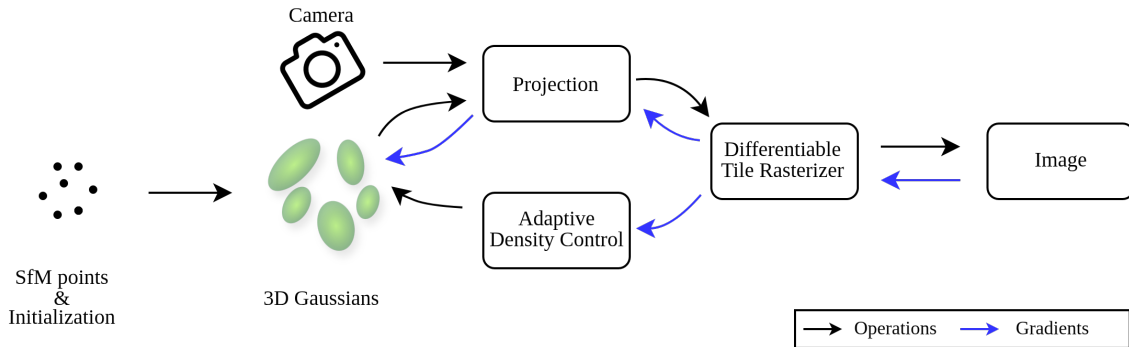 Camera
Projection
Differentiable
Tile Rasterizer
Image
Adaptive
Density Control
SfM points
&
Initialization
3D Gaussians
Operations
Gradients